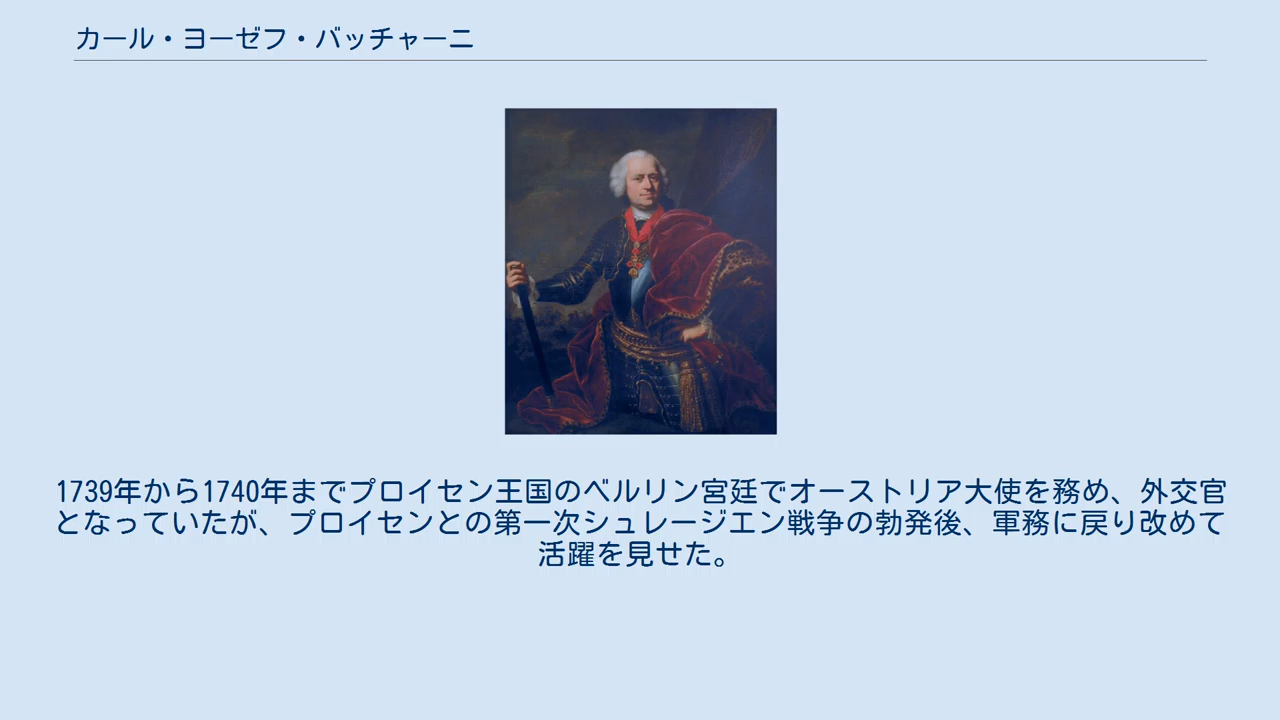 カール・ヨーゼフ・バッチャーニ
1739年から1740年までプロイセン王国のベルリン宮廷でオーストリア大使を務め、外交官
となっていたが、プロイセンとの第一次シュレージエン戦争の勃発後、軍務に戻り改めて
活躍を見せた。